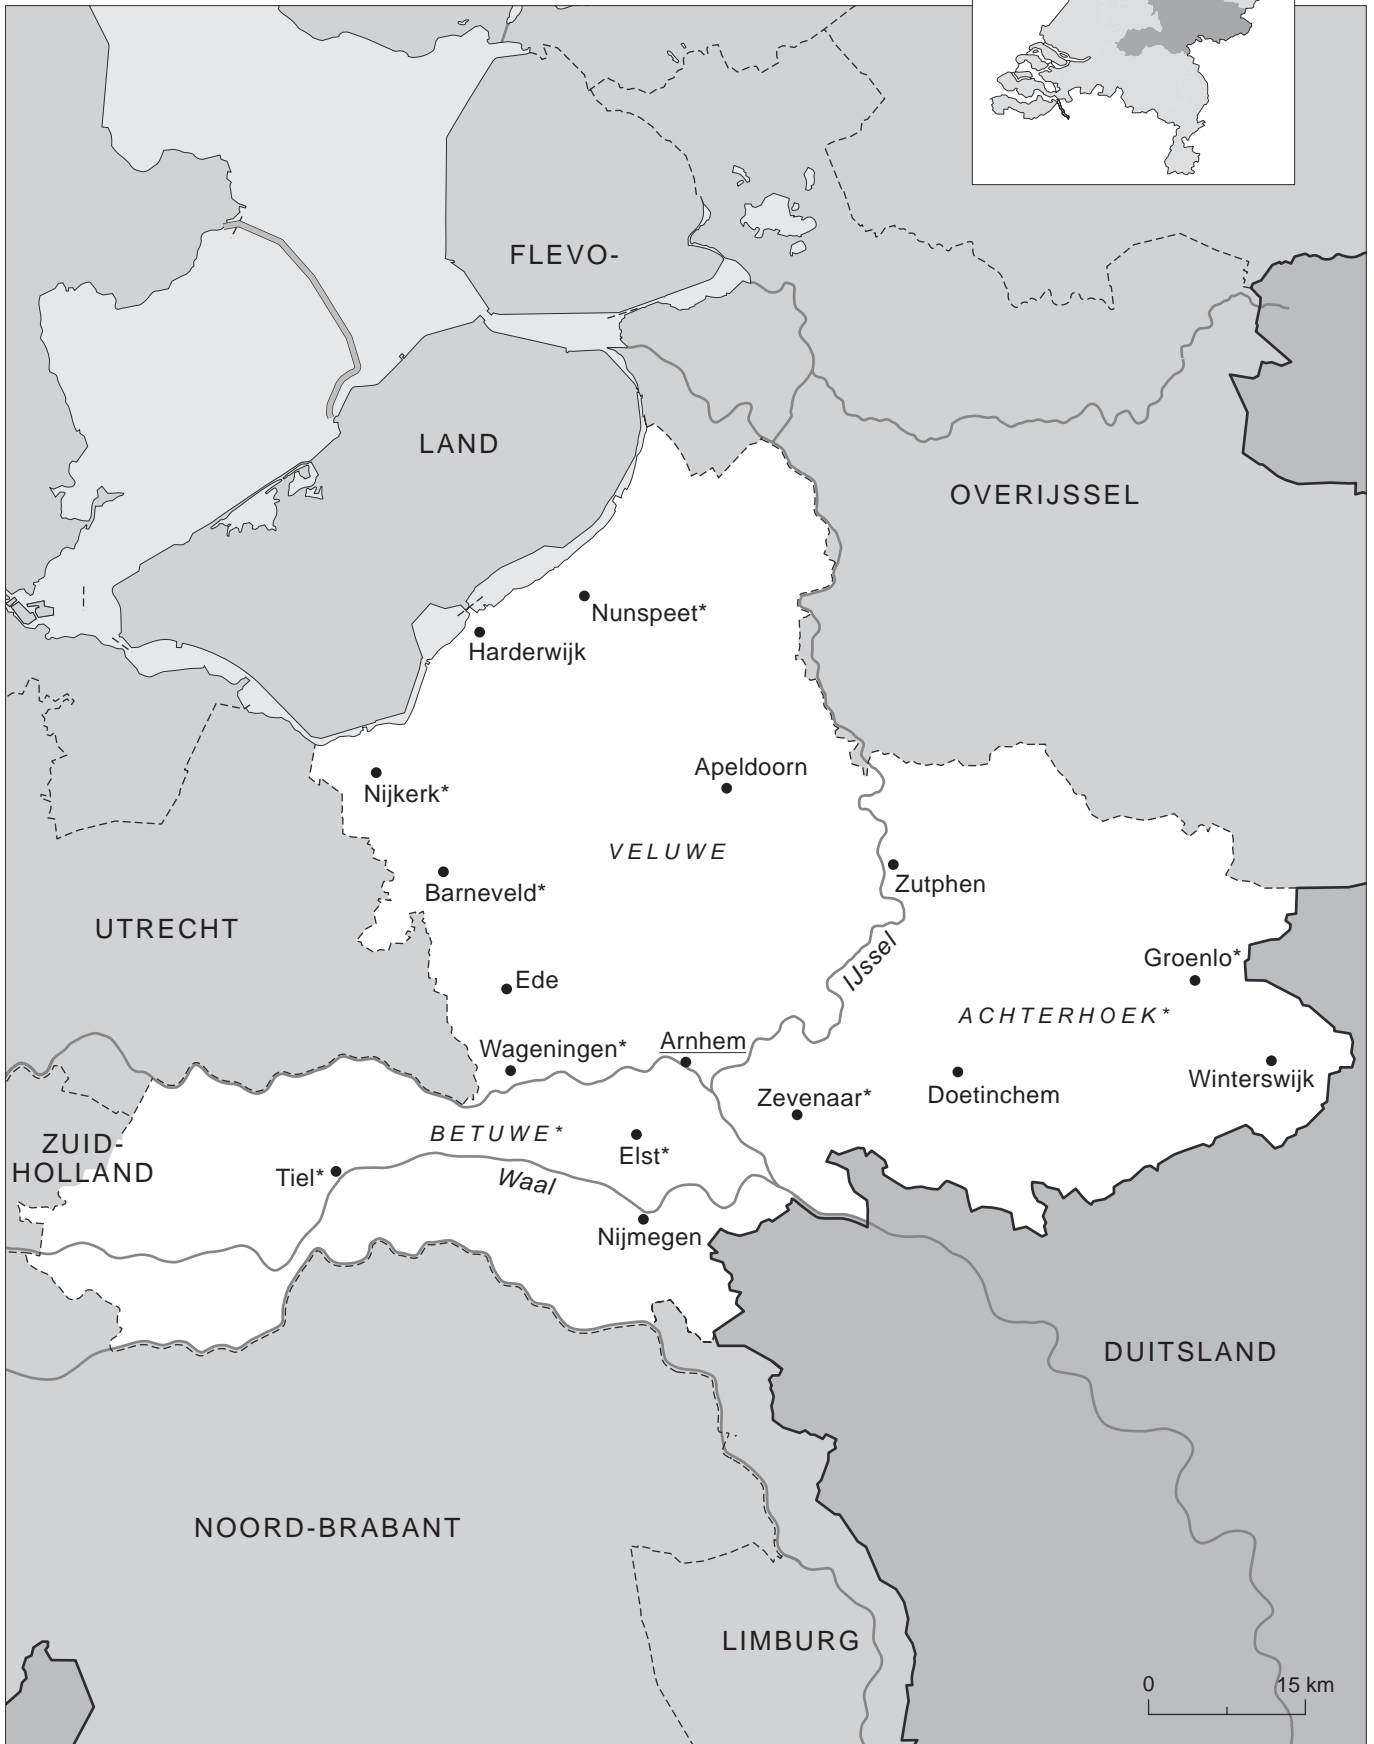 FLEVO-
LAND
OVERIJSSEL
Nunspeet*
Harderwijk
Apeldoorn
Nijkerk*
VELUWE
Zutphen
Barneveld*
UTRECHT
IJssel
Groenlo*
Ede
ACHTERHOEK*
Arnhem
Wageningen*
Winterswijk
Doetinchem
Zevenaar*
BETUWE*
ZUID-
HOLLAND
Elst*
Tiel*
Waal
Nijmegen
DUITSLAND
NOORD-BRABANT
LIMBURG
0 15 km